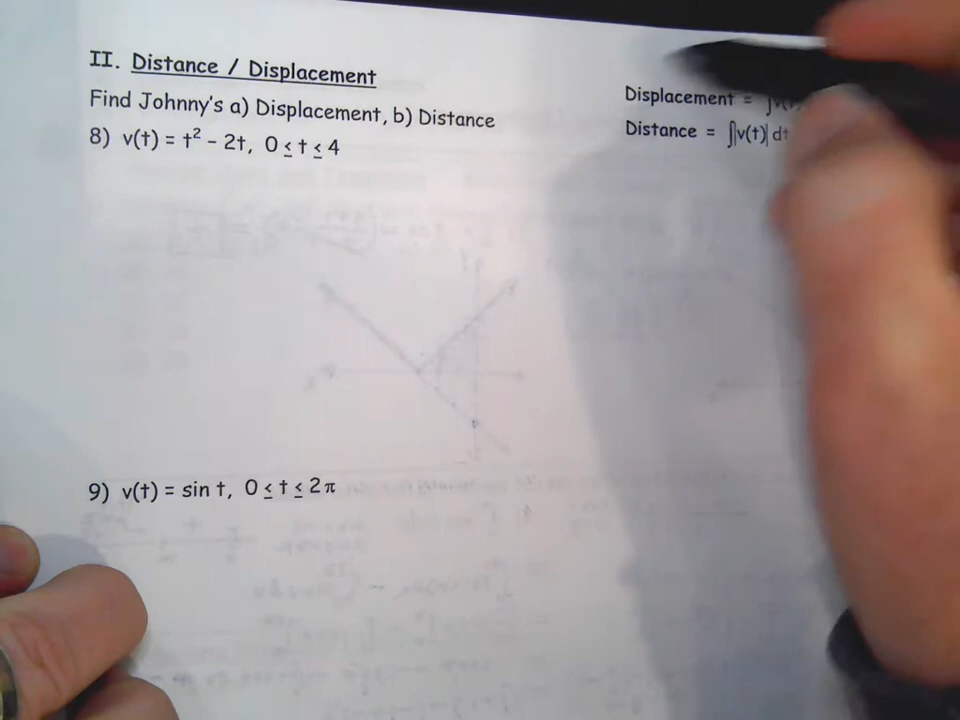 II. Distance / Displacement
Find Johnny's a) Displacement, b) Distance
8) v(t) = t² - 2t, 0 ≤ t ≤ 4
Displacement = ∫v(t)
Distance = ∫|v(t)| dt
9) v(t) = sin t, 0 ≤ t ≤ 2π